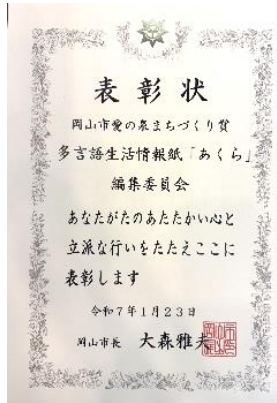 表彰状
岡山市愛の泉まちづくり賞
多言語生活情報紙「あくら」
編集委員会
あなたがたのあたたかい心と
立派な行いをたたえここに
表彰します
令和7年1月23日
岡山市長 大森雅夫